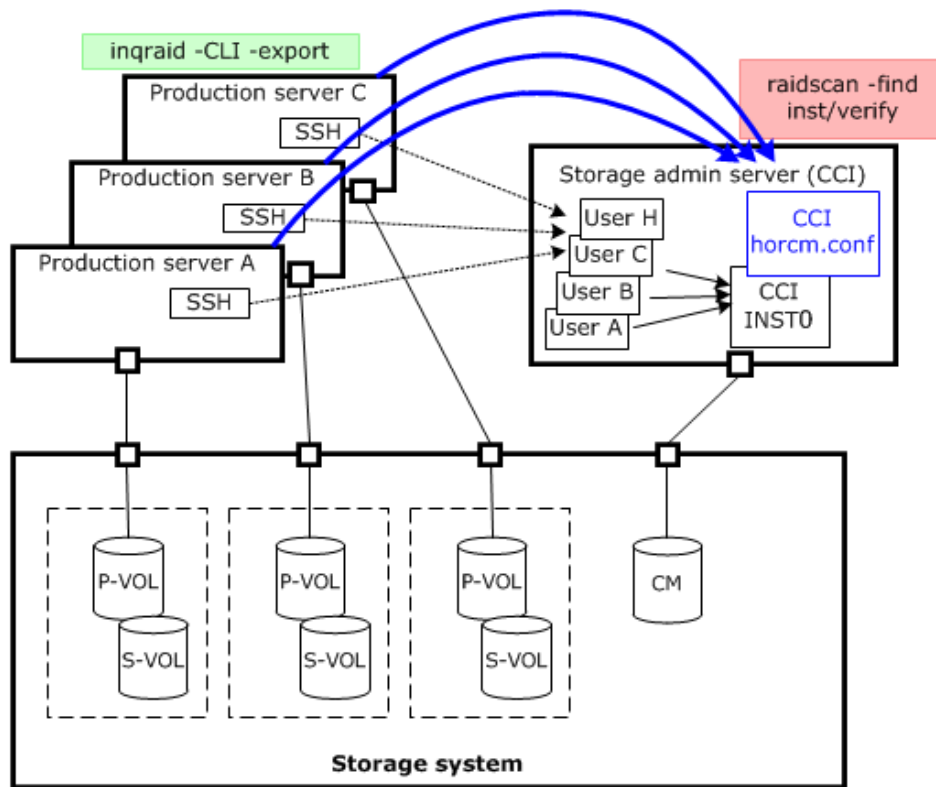 inqraid -CLI -export
raidscan -find
inst/verify
Production server C
SSH
Production server B
SSH
Production server A
SSH
Storage admin server (CCI)
User H
User C
User B
User A
CCI
horcm.conf
CCI
INST0
P-VOL
S-VOL
P-VOL
S-VOL
P-VOL
S-VOL
CM
Storage system